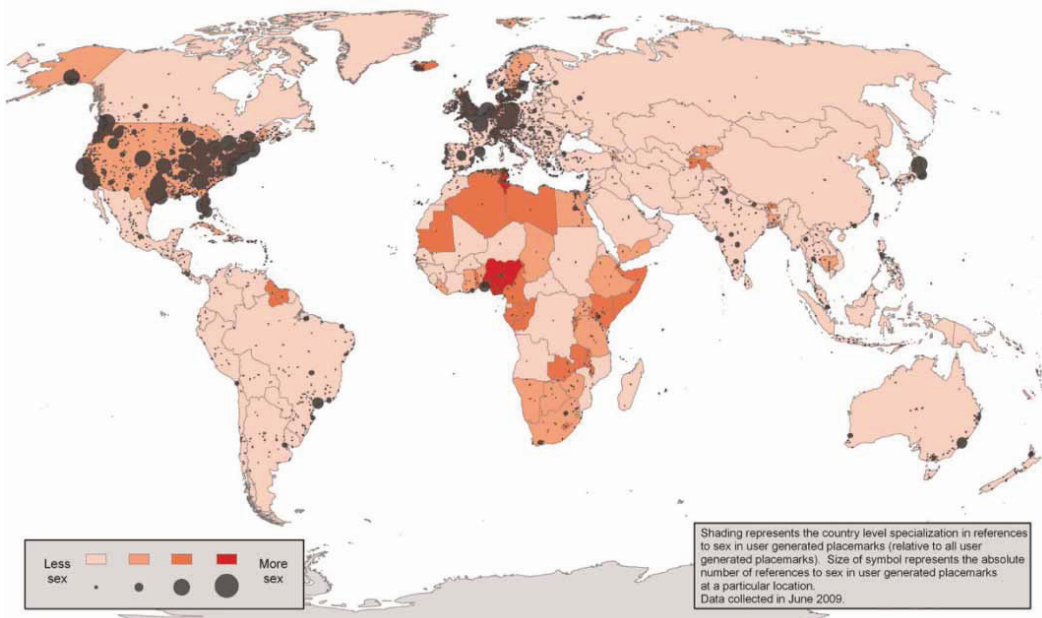 Less
sex
More
sex
Shading represents the country level specialization in references
to sex in user generated placemarks (relative to all user
generated placemarks). Size of symbol represents the absolute
number of references to sex in user generated placemarks
at a particular location.
Data collected in June 2009.